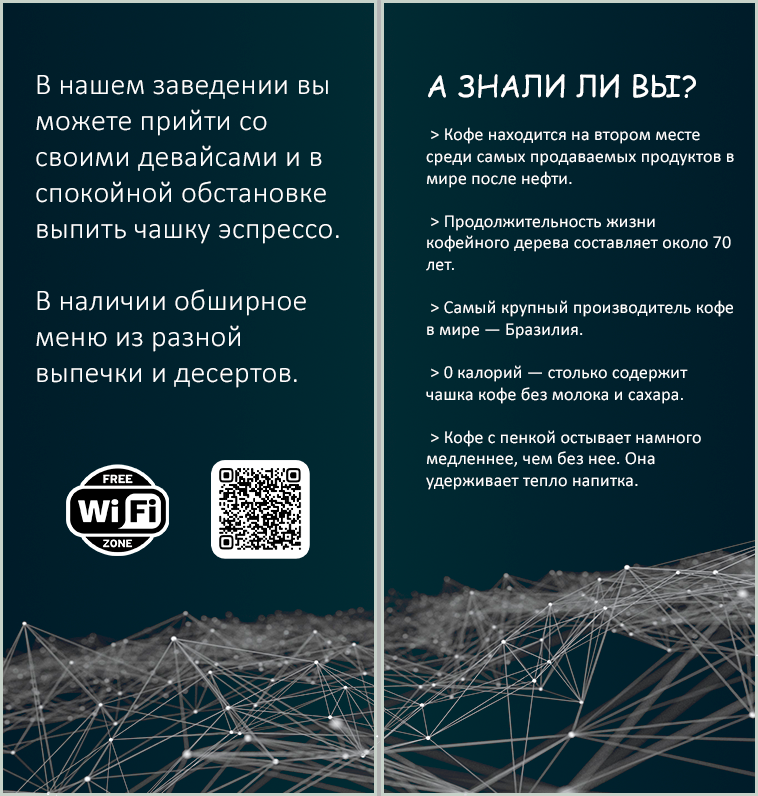 В нашем заведении вы
можете прийти со
своими девайсами и в
спокойной обстановке
выпить чашку эспрессо.
В наличии обширное
меню из разной
выпечки и десертов.
FREE
Wi Fi
ZONE
А ЗНАЛИ ЛИ ВЫ?
> Кофе находится на втором месте
среди самых продаваемых продуктов в
мире после нефти.
> Продолжительность жизни
кофейного дерева составляет около 70
лет.
> Самый крупный производитель кофе
в мире — Бразилия.
> 0 калорий — столько содержит
чашка кофе без молока и сахара.
> Кофе с пенкой остывает намного
медленнее, чем без нее. Она
удерживает тепло напитка.